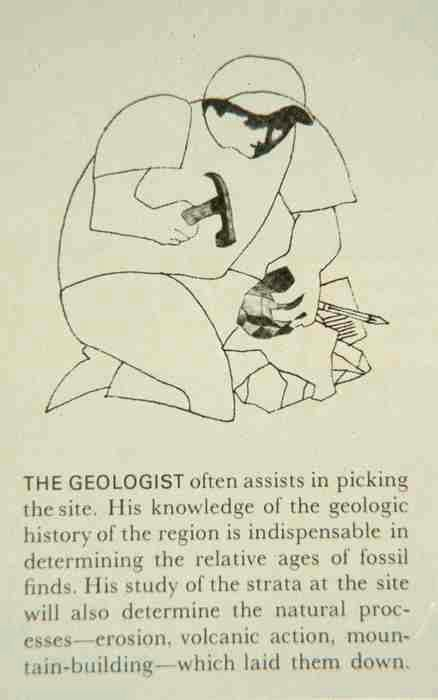 THE GEOLOGIST often assists in picking
the site. His knowledge of the geologic
history of the region is indispensable in
determining the relative ages of fossil
finds. His study of the strata at the site
will also determine the natural proc-
esses—erosion, volcanic action, moun-
tain-building—which laid them down.